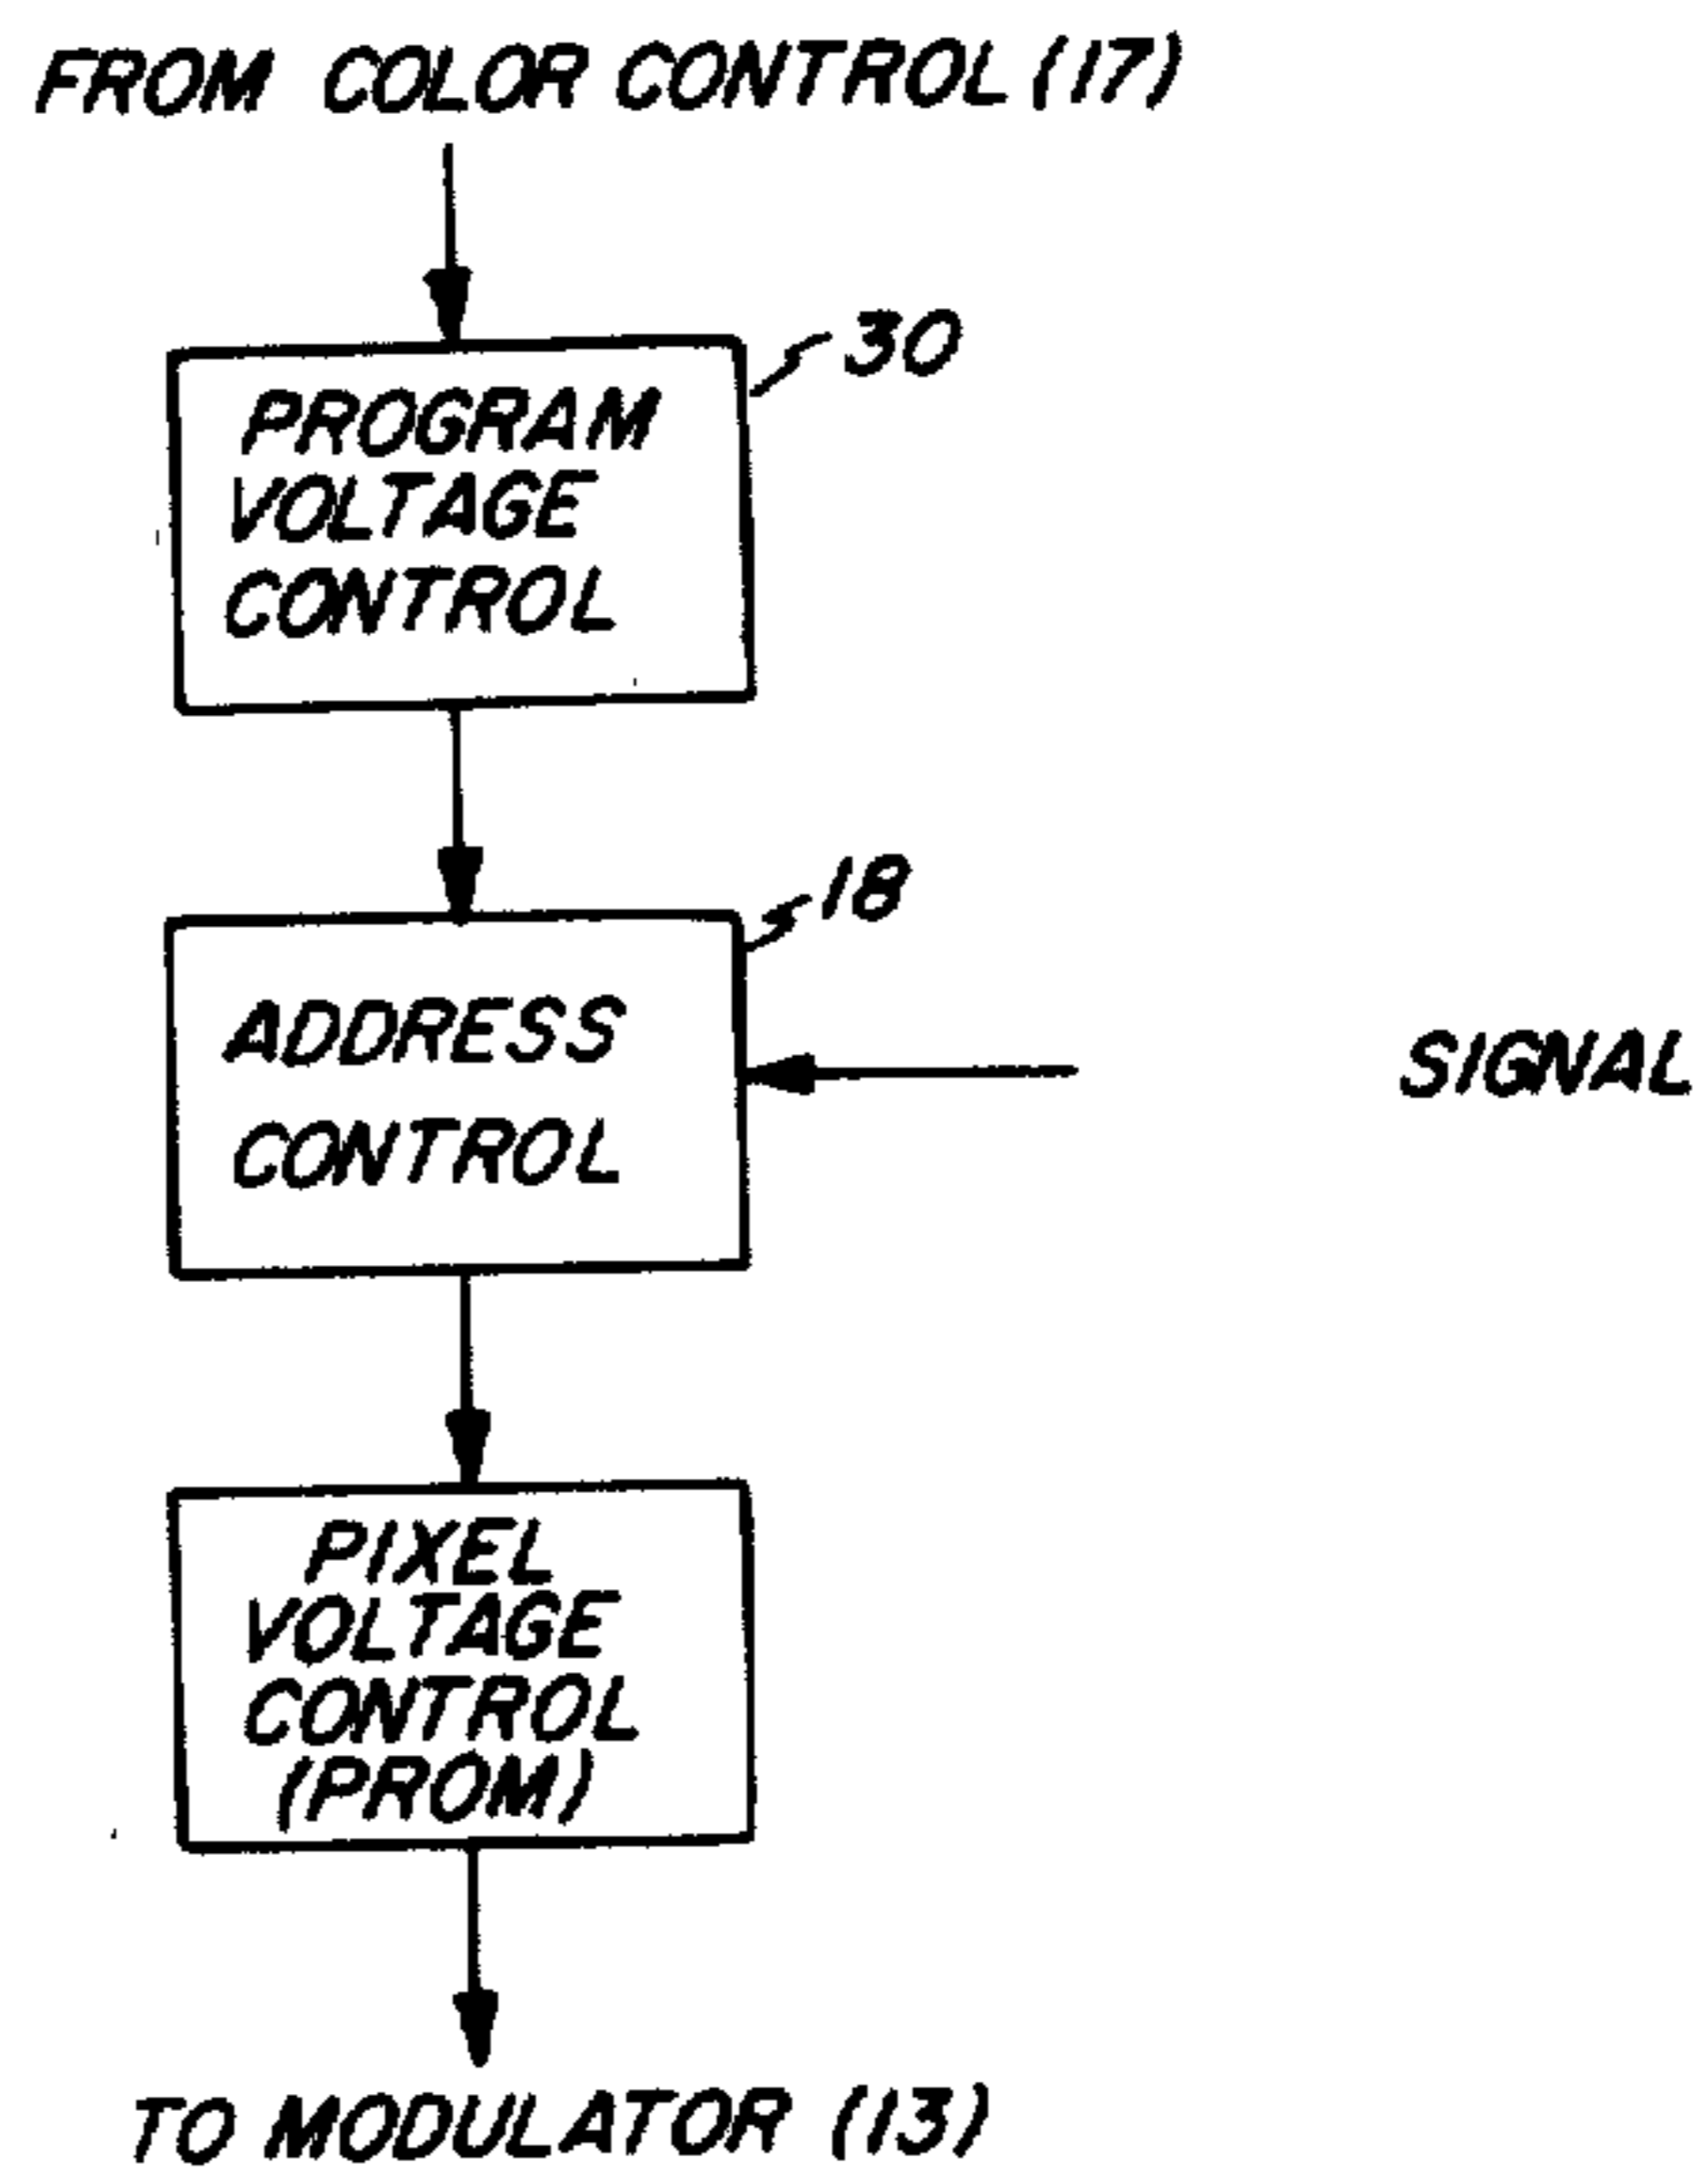 FROM COLOR CONTROL (17)
30
PROGRAM
VOLTAGE
CONTROL
18
ADDRESS
CONTROL
SIGNAL
PIXEL
VOLTAGE
CONTROL
(PROM)
TO MODULATOR (13)